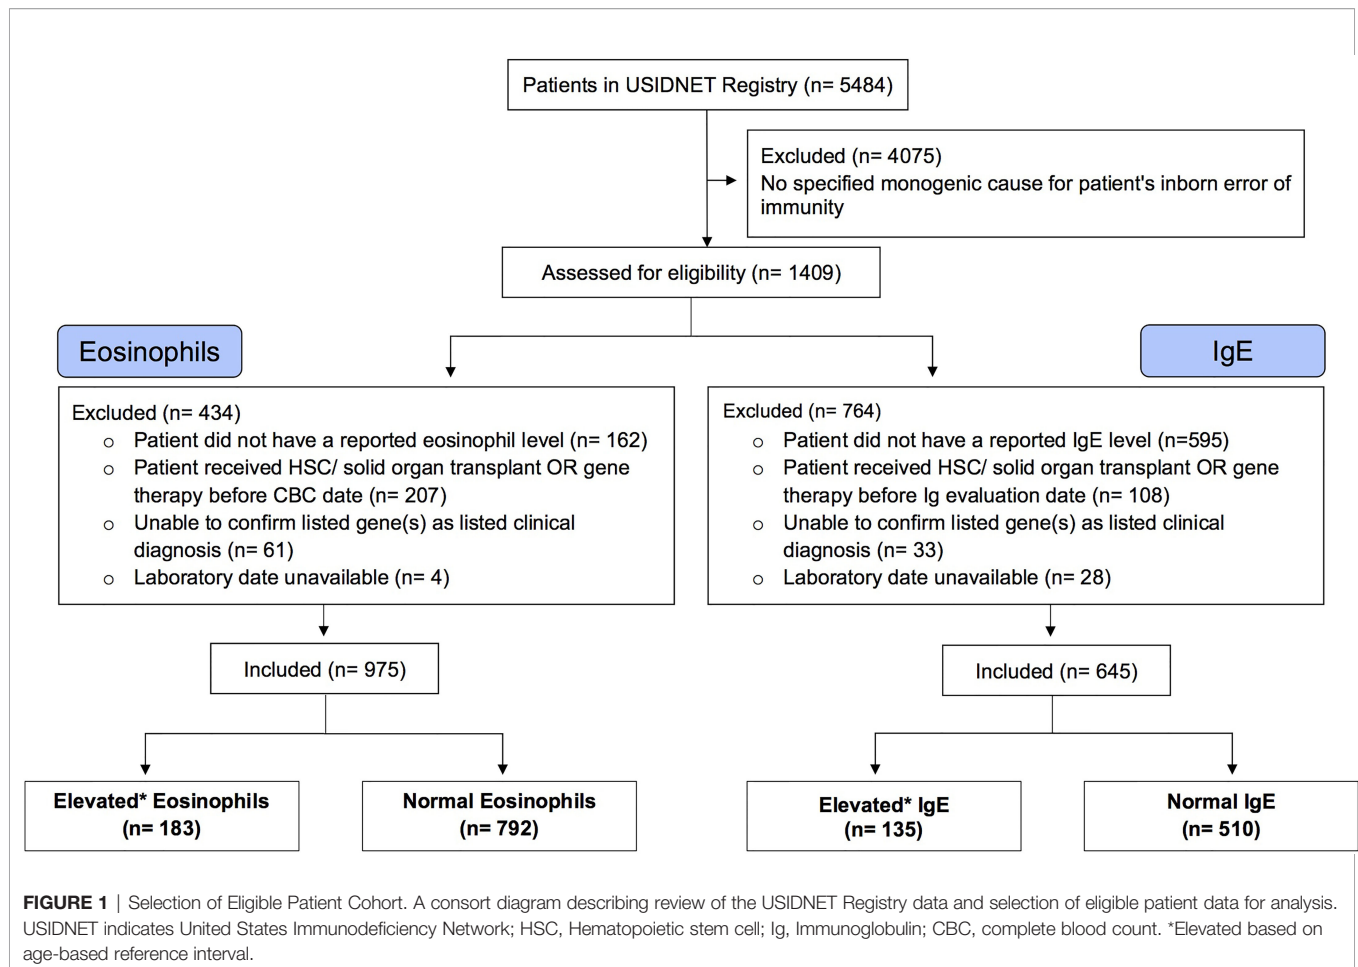 Patients in USIDNET Registry (n= 5484)
Excluded (n= 4075)
No specified monogenic cause for patient's inborn error of
immunity
Assessed for eligibility (n= 1409)
Eosinophils
IgE
Excluded (n= 434)
o Patient did not have a reported eosinophil level (n= 162)
o Patient received HSC/ solid organ transplant OR gene
therapy before CBC date (n= 207)
o Unable to confirm listed gene(s) as listed clinical
diagnosis (n= 61)
o Laboratory date unavailable (n= 4)
Excluded (n= 764)
o Patient did not have a reported IgE level (n=595)
o Patient received HSC/ solid organ transplant OR gene
therapy before Ig evaluation date (n= 108)
o Unable to confirm listed gene(s) as listed clinical
diagnosis (n= 33)
o Laboratory date unavailable (n= 28)
Included (n= 975)
Included (n= 645)
Elevated* Eosinophils
(n= 183)
Normal Eosinophils
(n= 792)
Elevated* IgE
(n= 135)
Normal IgE
(n= 510)
FIGURE 1 | Selection of Eligible Patient Cohort. A consort diagram describing review of the USIDNET Registry data and selection of eligible patient data for analysis.
USIDNET indicates United States Immunodeficiency Network; HSC, Hematopoietic stem cell; Ig, Immunoglobulin; CBC, complete blood count. *Elevated based on
age-based reference interval.